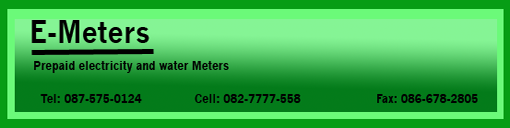 E-Meters
Prepaid electricity and water Meters
Tel: 087-575-0124 Cell: 082-7777-558 Fax: 086-678-2805